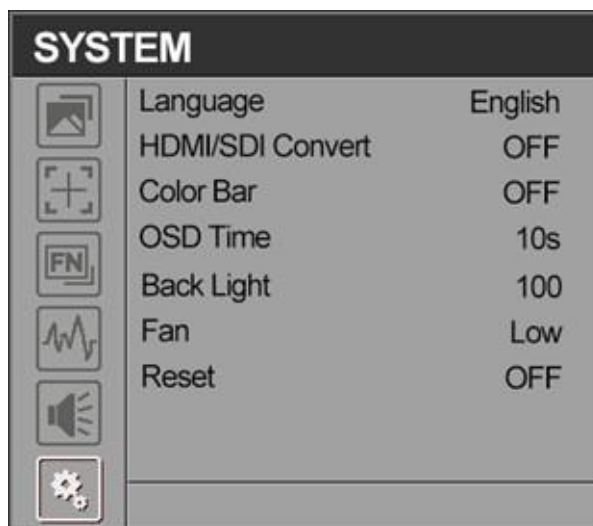 SYSTEM
Language English
HDMI/SDI Convert OFF
Color Bar OFF
OSD Time 10s
FN
Back Light 100
Fan Low
Reset OFF